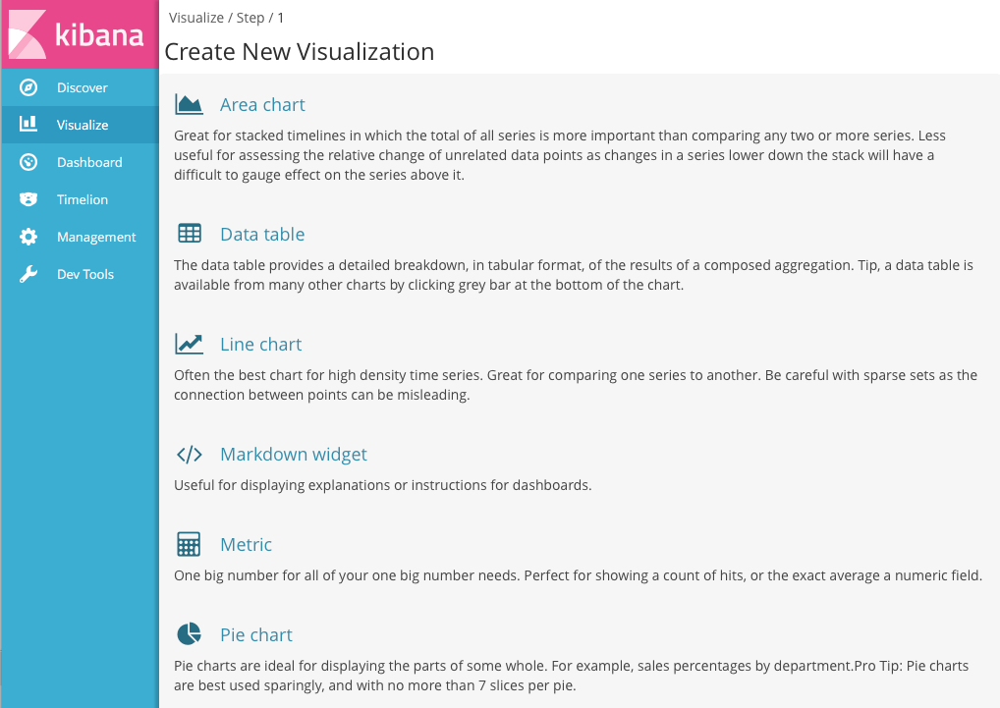 kibana
Discover
Visualize
Dashboard
Timelion
Management
Dev Tools
Visualize / Step / 1
Create New Visualization
Area chart
Great for stacked timelines in which the total of all series is more important than comparing any two or more series. Less
useful for assessing the relative change of unrelated data points as changes in a series lower down the stack will have a
difficult to gauge effect on the series above it.
Data table
The data table provides a detailed breakdown, in tabular format, of the results of a composed aggregation. Tip, a data table is
available from many other charts by clicking grey bar at the bottom of the chart.
Line chart
Often the best chart for high density time series. Great for comparing one series to another. Be careful with sparse sets as the
connection between points can be misleading.
Markdown widget
Useful for displaying explanations or instructions for dashboards.
Metric
One big number for all of your one big number needs. Perfect for showing a count of hits, or the exact average a numeric field.
Pie chart
Pie charts are ideal for displaying the parts of some whole. For example, sales percentages by department.Pro Tip: Pie charts
are best used sparingly, and with no more than 7 slices per pie.